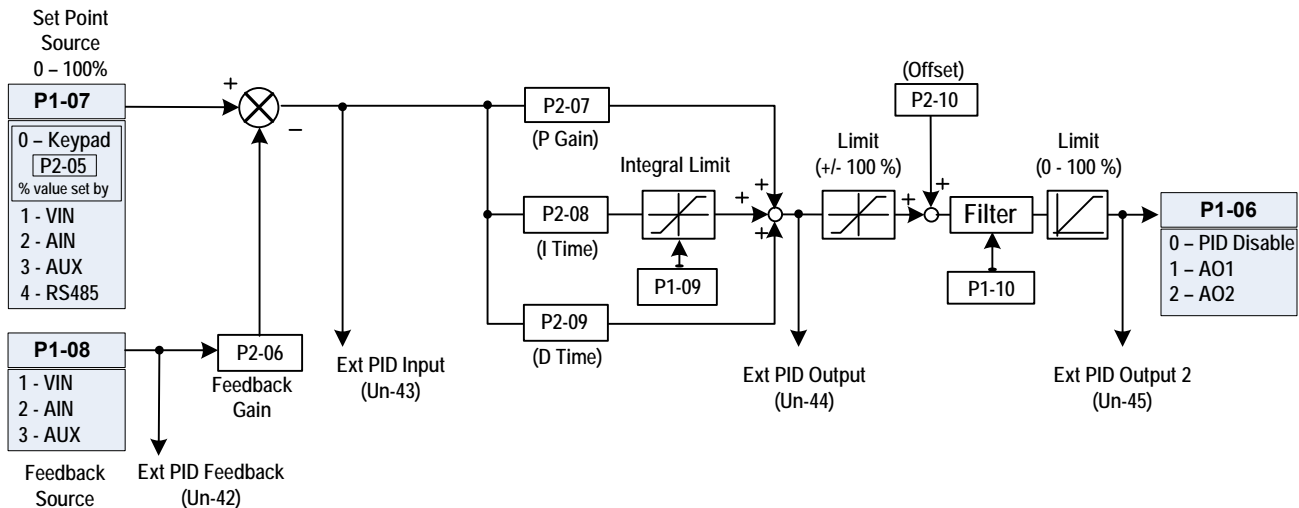 Set Point
Source
0 – 100%
P1-07
0 – Keypad
P2-05
% value set by
1 - VIN
2 - AIN
3 - AUX
4 - RS485
P1-08
1 - VIN
2 - AIN
3 - AUX
Feedback
Source
+
−
P2-06
Feedback
Gain
Ext PID Feedback
(Un-42)
Ext PID Input
(Un-43)
P2-07
(P Gain)
P2-08
(I Time)
P2-09
(D Time)
Integral Limit
P1-09
+
+
+
Ext PID Output
(Un-44)
Limit
(+/- 100 %)
(Offset)
P2-10
+
+
Filter
P1-10
Limit
(0 - 100 %)
Ext PID Output 2
(Un-45)
P1-06
0 – PID Disable
1 – AO1
2 – AO2